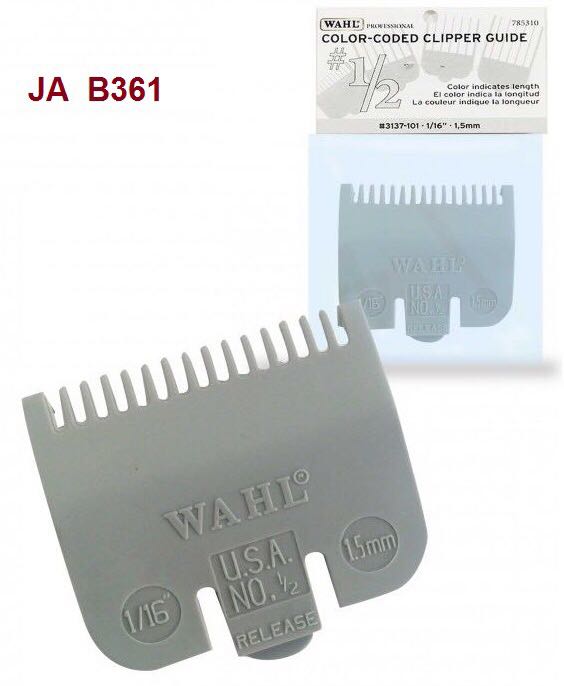 JA B361
WAHL PROFESSIONAL 785310
COLOR-CODED CLIPPER GUIDE
#1/2
Color indicates length
El color indica la longitud
La couleur indique la longueur
#3137-101 · 1/16" · 1,5mm
WAHL®
1/16"
U.S.A.
NO. ½
1.5mm
RELEASE
WAHL®
U.S.A.
NO. ½
1.5mm
1/16"
RELEASE